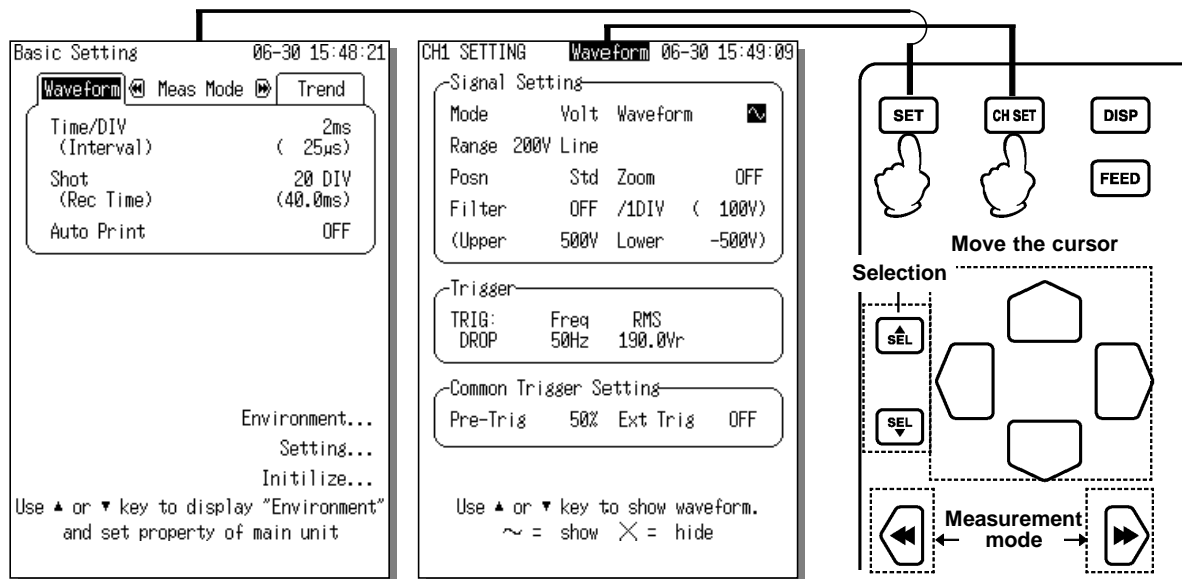 Basic Setting 06-30 15:48:21
Waveform Meas Mode Trend
Time/DIV 2ms
(Interval) ( 25µs)
Shot 20 DIV
(Rec Time) (40.0ms)
Auto Print OFF
Environment...
Setting...
Initilize...
Use ▲ or ▼ key to display "Environment"
and set property of main unit
CH1 SETTING Waveform 06-30 15:49:09
Signal Setting
Mode Volt Waveform ~
Range 200V Line
Posn Std Zoom OFF
Filter OFF /1DIV ( 100V)
(Upper 500V Lower -500V)
Trigger
TRIG: Freq RMS
DROP 50Hz 190.0Vr
Common Trigger Setting
Pre-Trig 50% Ext Trig OFF
Use ▲ or ▼ key to show waveform.
~ = show X = hide
SET CH SET DISP
FEED
Move the cursor
Selection
SEL
SEL
Measurement
mode